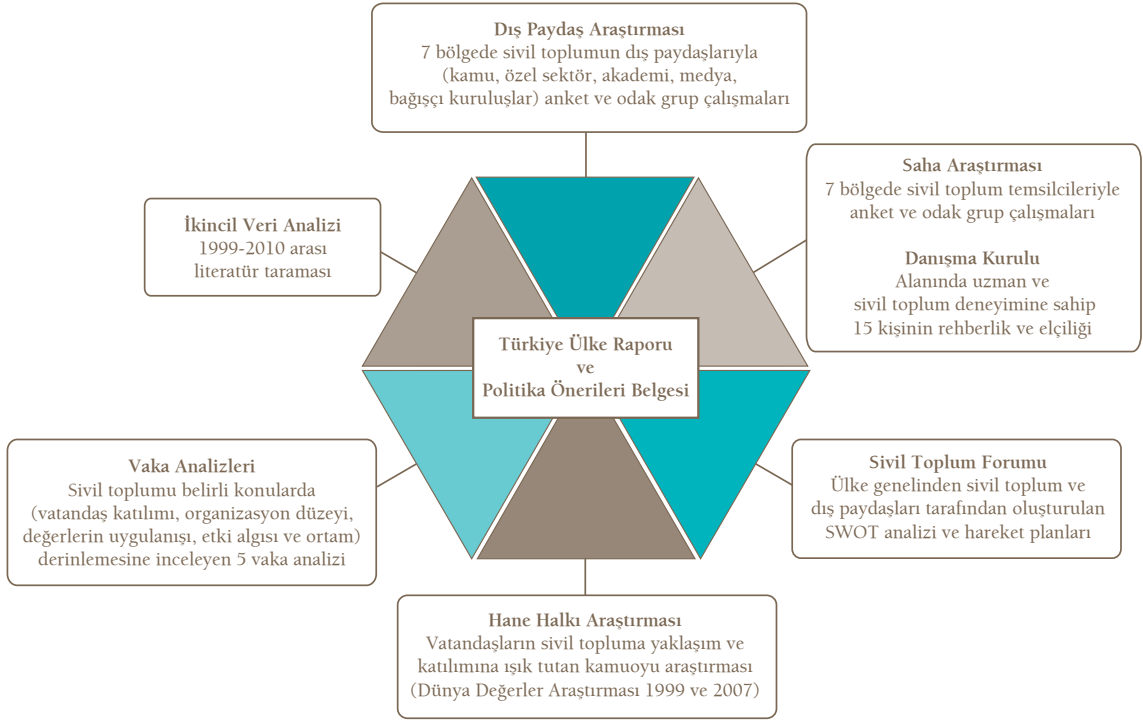 Dış Paydaş Araştırması
7 bölgede sivil toplumun dış paydaşlarıyla
(kamu, özel sektör, akademi, medya,
bağışçı kuruluşlar) anket ve odak grup çalışmaları
Saha Araştırması
7 bölgede sivil toplum temsilcileriyle
anket ve odak grup çalışmaları
Danışma Kurulu
Alanında uzman ve
sivil toplum deneyimine sahip
15 kişinin rehberlik ve elçiliği
İkincil Veri Analizi
1999-2010 arası
literatür taraması
Türkiye Ülke Raporu
ve
Politika Önerileri Belgesi
Vaka Analizleri
Sivil toplumu belirli konularda
(vatandaş katılımı, organizasyon düzeyi,
değerlerin uygulanışı, etki algısı ve ortam)
derinlemesine inceleyen 5 vaka analizi
Sivil Toplum Forumu
Ülke genelinden sivil toplum ve
dış paydaşları tarafından oluşturulan
SWOT analizi ve hareket planları
Hane Halkı Araştırması
Vatandaşların sivil topluma yaklaşım ve
katılımına ışık tutan kamuoyu araştırması
(Dünya Değerler Araştırması 1999 ve 2007)